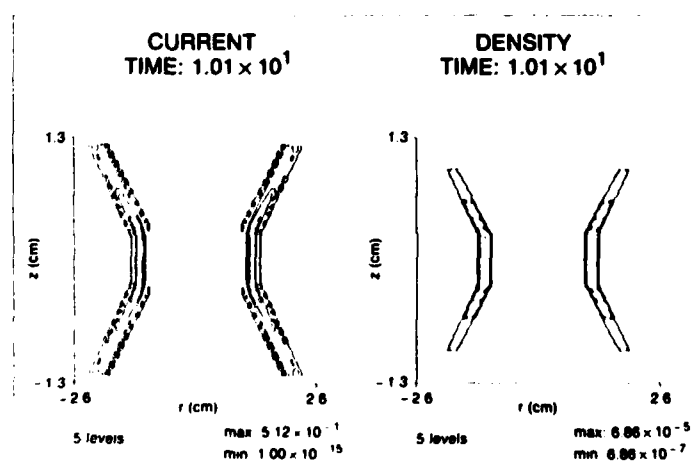 CURRENT
TIME: 1.01 × 10¹
1.3
z (cm)
-1.3
-2.6
r (cm)
2.6
5 levels
max 5.12 × 10⁻¹
min 1.00 × 10⁻¹⁵
DENSITY
TIME: 1.01 × 10¹
1.3
z (cm)
-1.3
-2.6
r (cm)
2.6
5 levels
max: 6.86 × 10⁻⁵
min 6.86 × 10⁻⁷